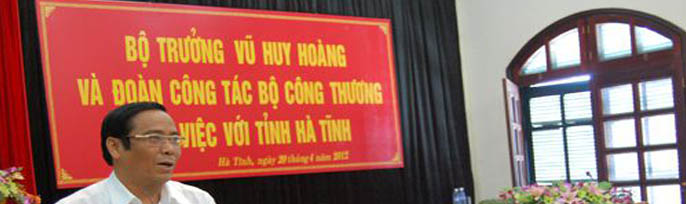 BỘ TRƯỞNG VŨ HUY HOÀNG
VÀ ĐOÀN CÔNG TÁC BỘ CÔNG THƯƠNG
VIỆC VỚI TỈNH HÀ TĨNH
Hà Tĩnh, ngày 20 tháng 4 năm 2012